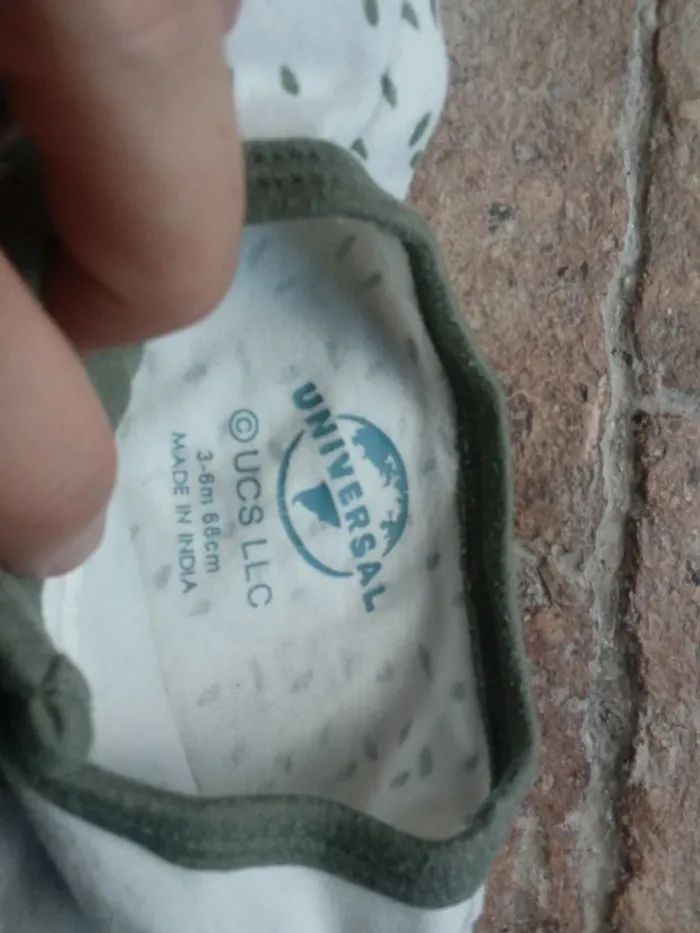 UNIVERSAL
© UCS LLC
3-6m 68cm
MADE IN INDIA